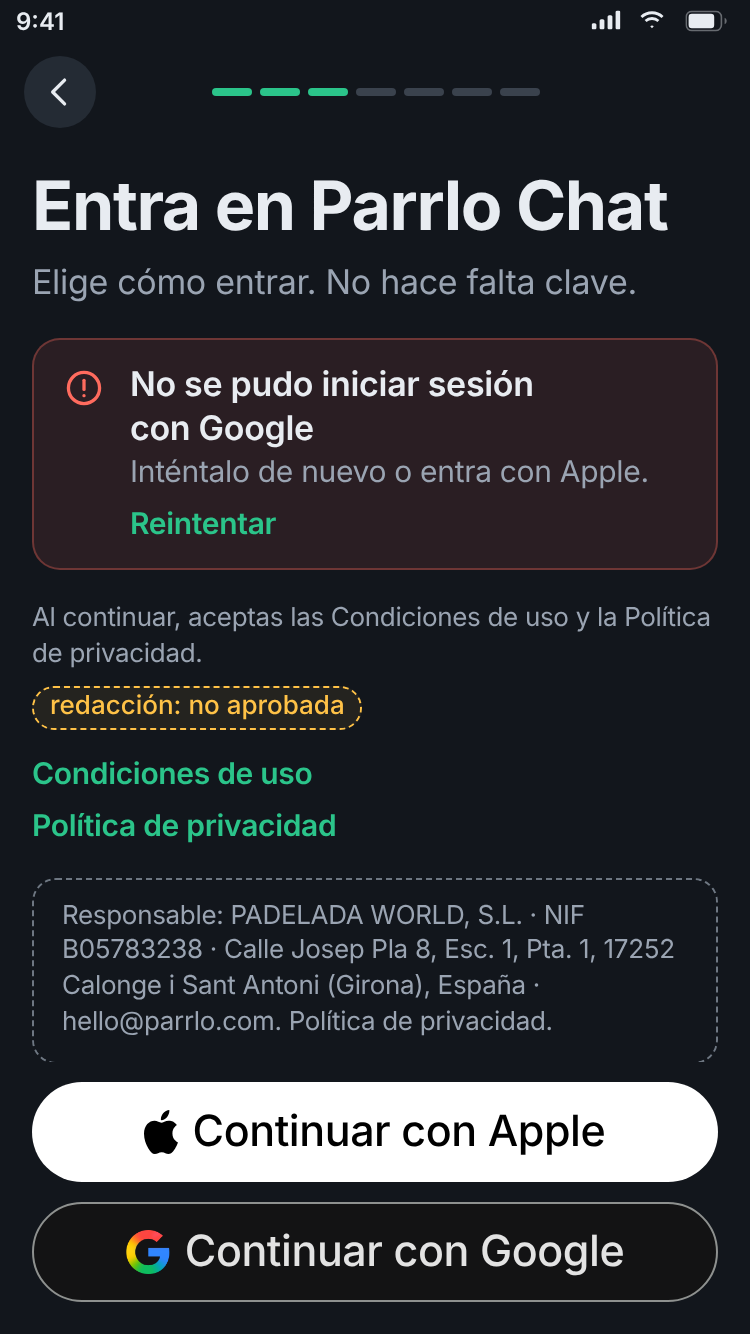 9:41
Entra en Parrlo Chat
Elige cómo entrar. No hace falta clave.
No se pudo iniciar sesión
con Google
Inténtalo de nuevo o entra con Apple.
Reintentar
Al continuar, aceptas las Condiciones de uso y la Política
de privacidad.
redacción: no aprobada
Condiciones de uso
Política de privacidad
Responsable: PADELADA WORLD, S.L. · NIF
B05783238 · Calle Josep Pla 8, Esc. 1, Pta. 1, 17252
Calonge i Sant Antoni (Girona), España ·
hello@parrlo.com. Política de privacidad.
Continuar con Apple
Continuar con Google